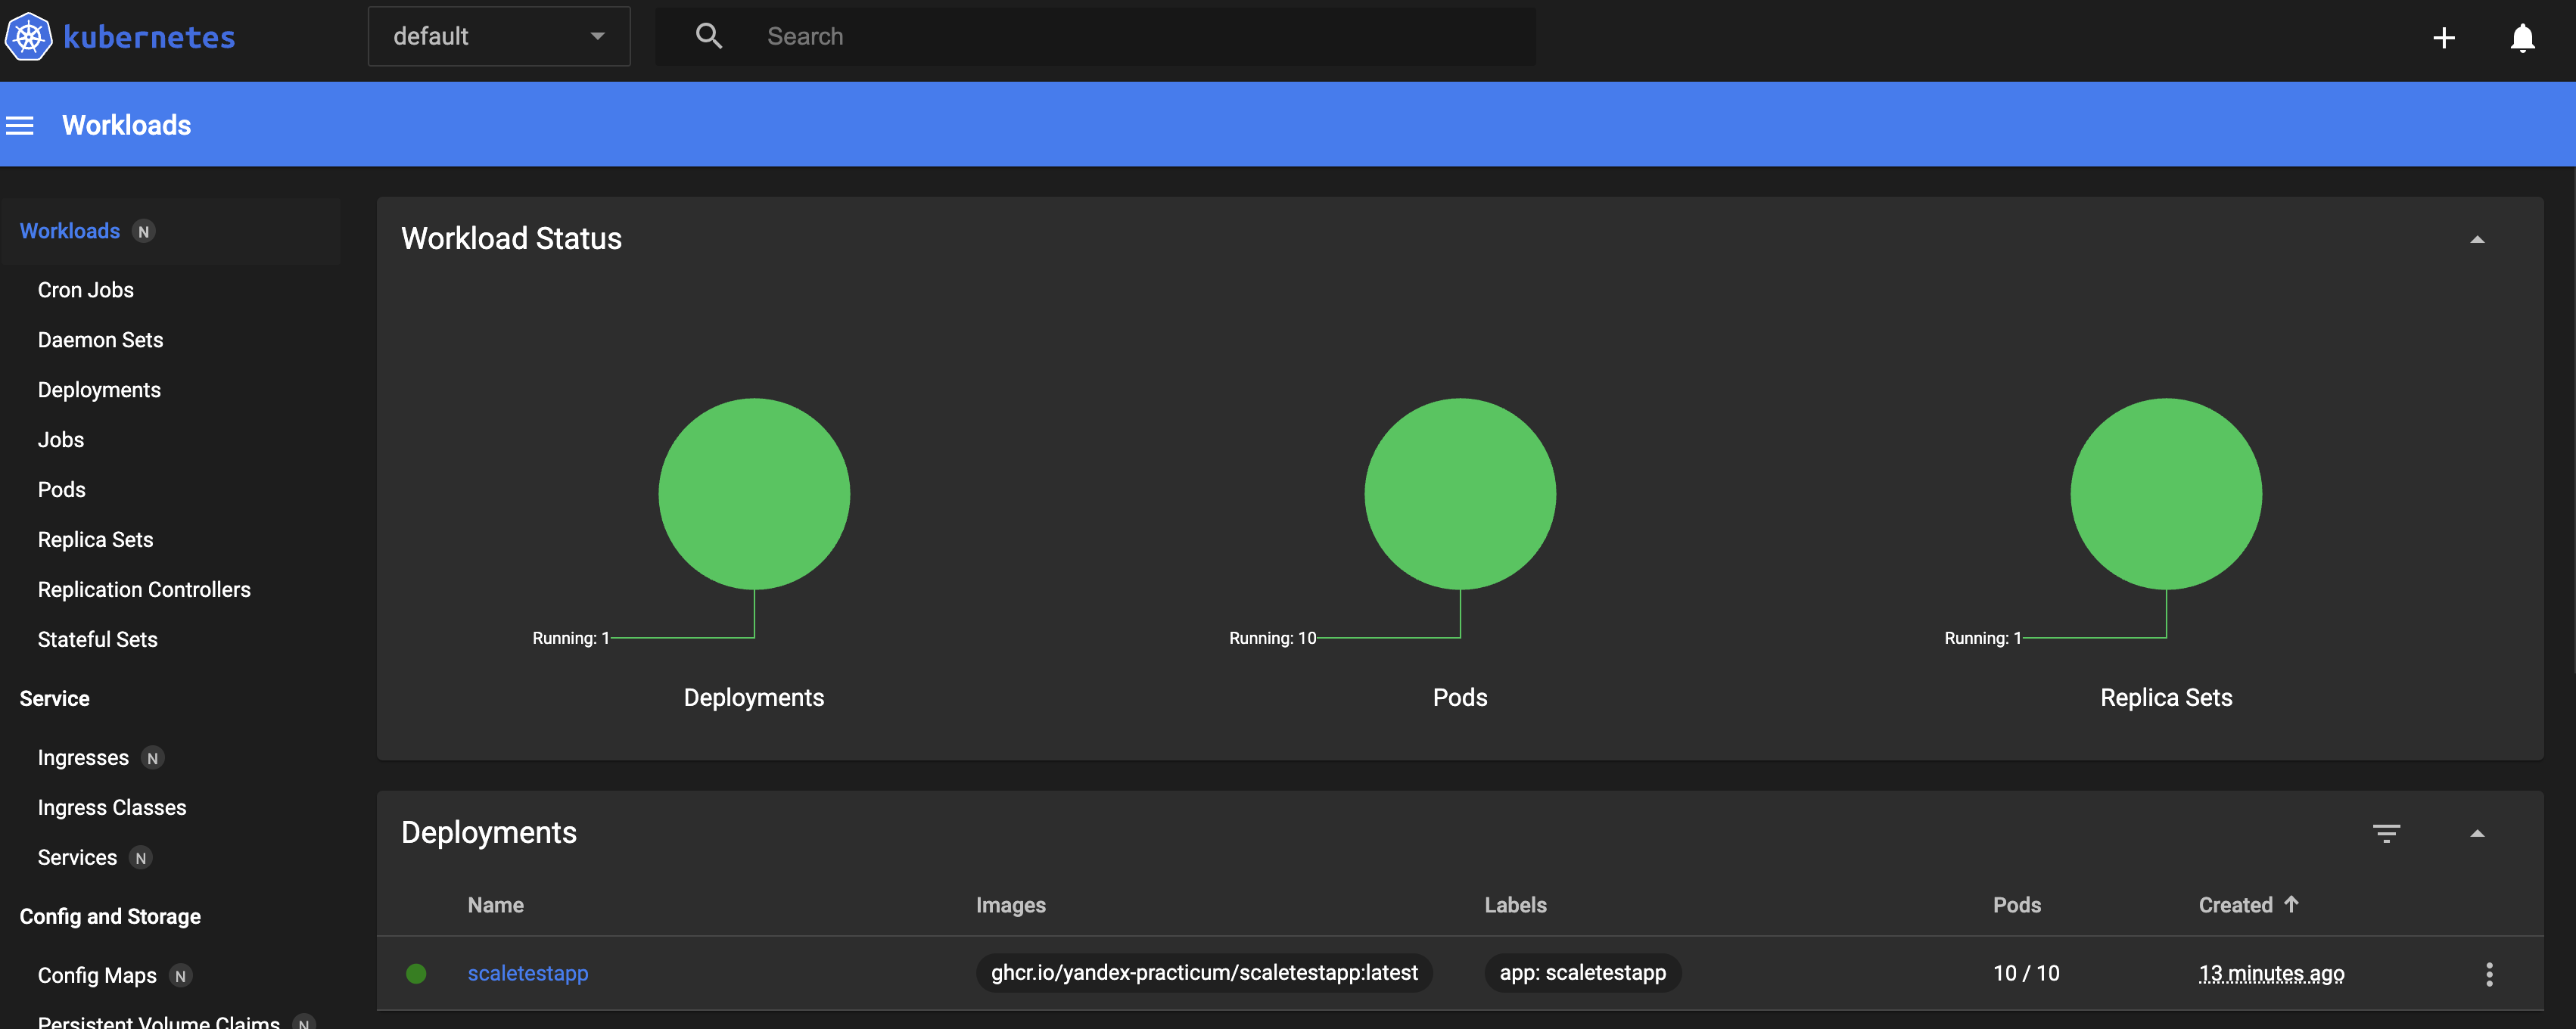 kubernetes
default
Search
Workloads
Workloads N
Cron Jobs
Daemon Sets
Deployments
Jobs
Pods
Replica Sets
Replication Controllers
Stateful Sets
Service
Ingresses N
Ingress Classes
Services N
Config and Storage
Config Maps N
Persistent Volume Claims N
Workload Status
Running: 1
Deployments
Running: 10
Pods
Running: 1
Replica Sets
Deployments
Name Images Labels Pods Created
scaletestapp ghcr.io/yandex-practicum/scaletestapp:latest app: scaletestapp 10 / 10 13 minutes ago